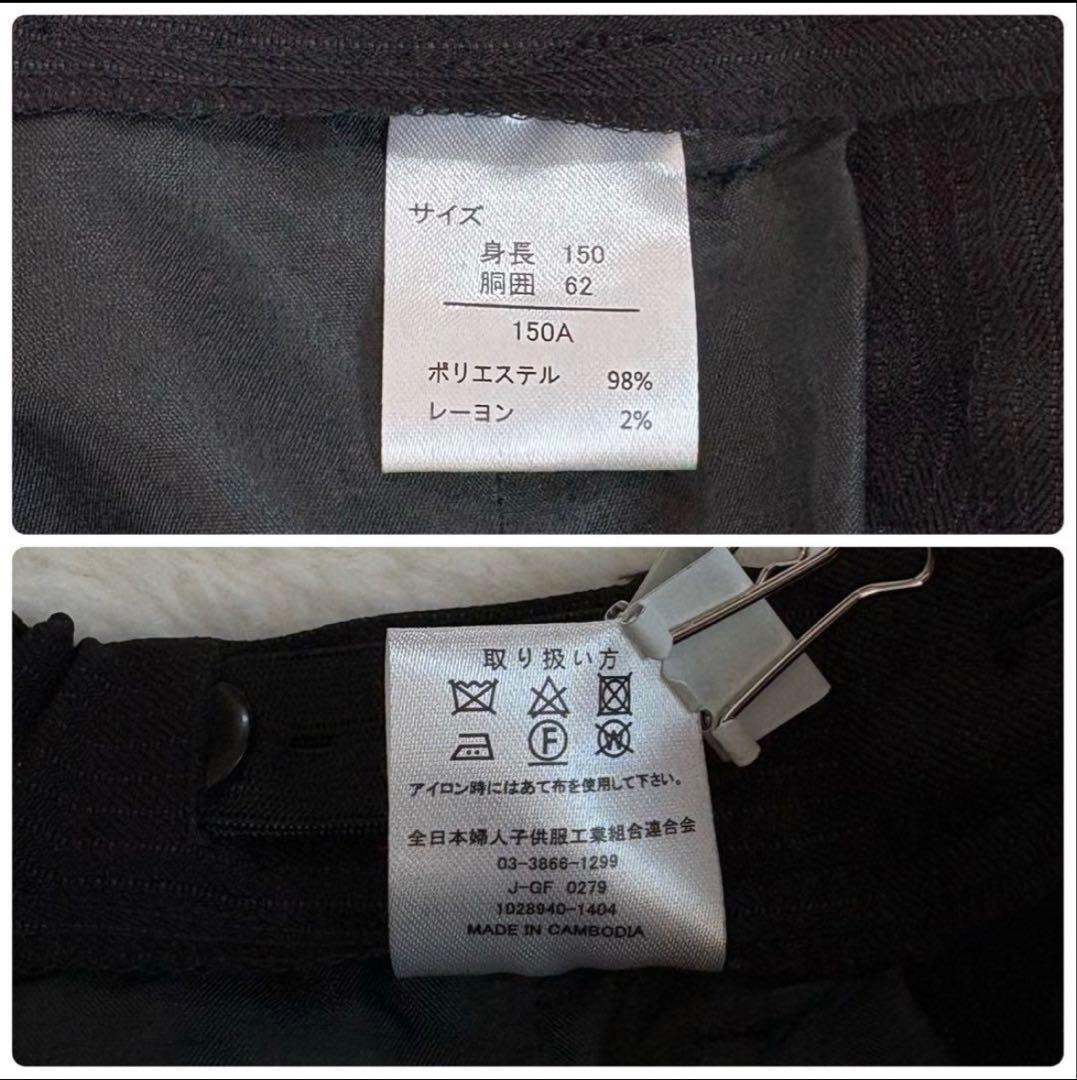 サイズ
身長 150
胴囲 62
150A
ポリエステル 98%
レーヨン 2%
取り扱い方
F
W
アイロン時にはあて布を使用して下さい。
全日本婦人子供服工業組合連合会
03-3866-1299
J-GF 0279
1028940-1404
MADE IN CAMBODIA